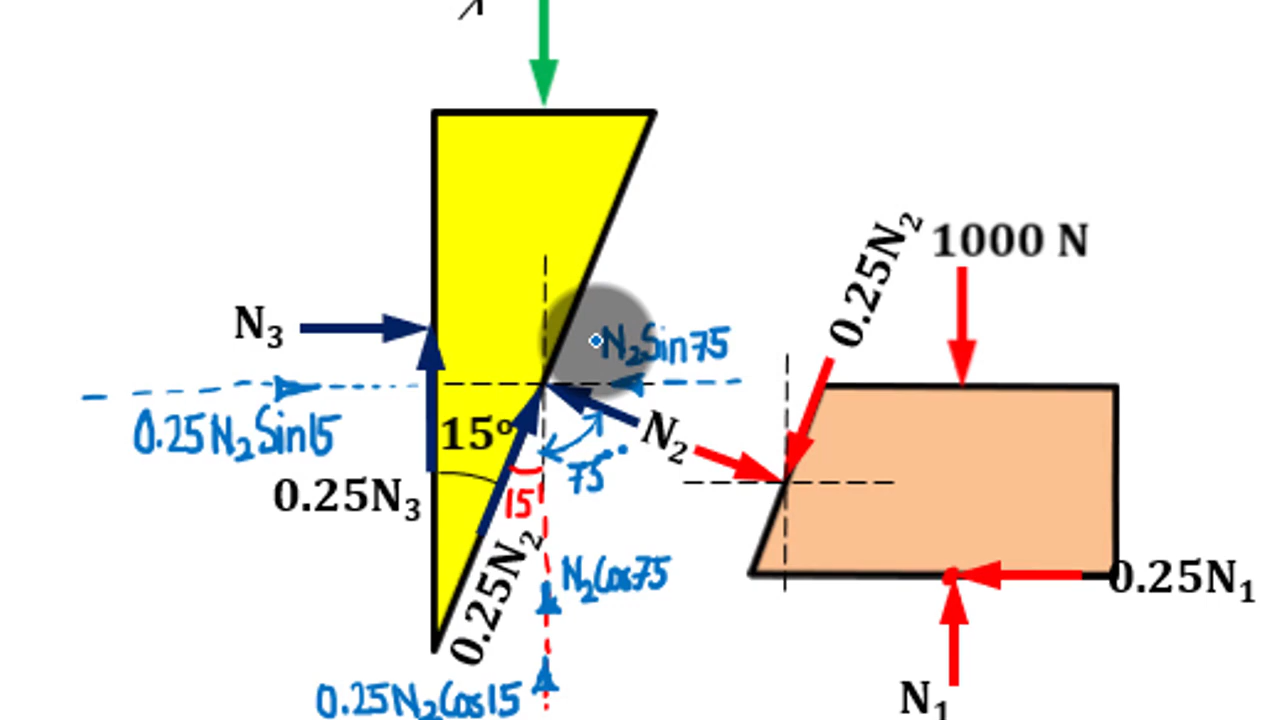 0.25N₂
1000 N
N₃
N₂Sin75
0.25N₂Sin15
15º
N₂
75°
0.25N₃
15
0.25N₂
N₂Cos75
0.25N₁
0.25N₂Cos15
N₁